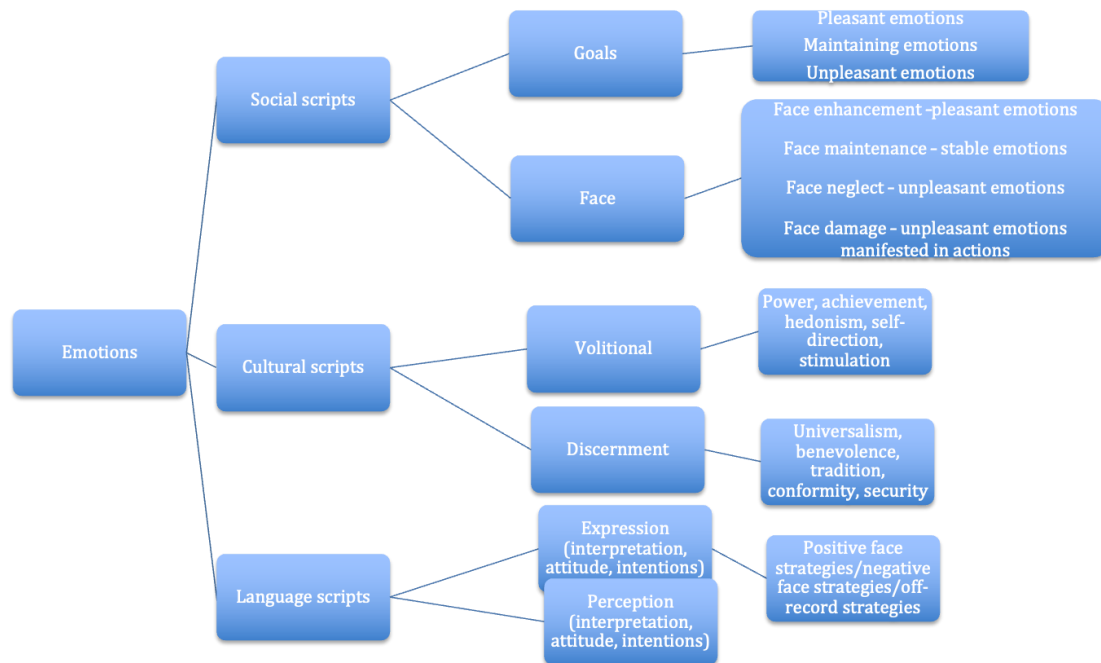 Emotions
Social scripts
Goals
Pleasant emotions
Maintaining emotions
Unpleasant emotions
Face
Face enhancement –pleasant emotions
Face maintenance – stable emotions
Face neglect – unpleasant emotions
Face damage – unpleasant emotions
manifested in actions
Cultural scripts
Volitional
Power, achievement,
hedonism, self-
direction,
stimulation
Discernment
Universalism,
benevolence,
tradition,
conformity, security
Language scripts
Expression
(interpretation,
attitude, intentions)
Positive face
strategies/negative
face strategies/off-
record strategies
Perception
(interpretation,
attitude, intentions)